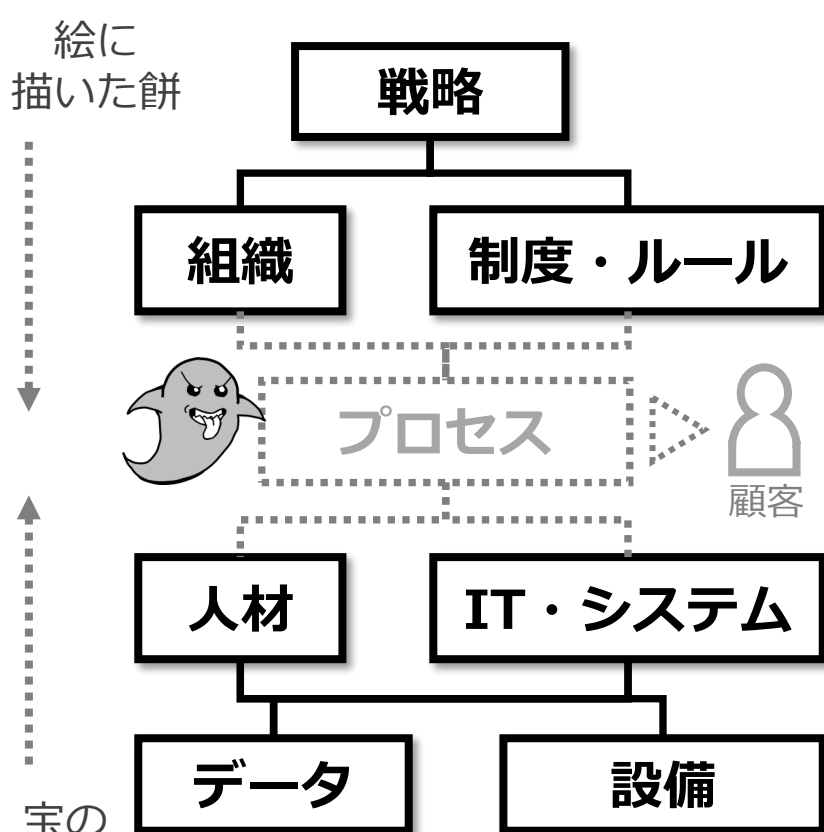 絵に
描いた餅
戦略
組織
制度・ルール
プロセス
顧客
人材
IT・システム
データ
設備
宝の